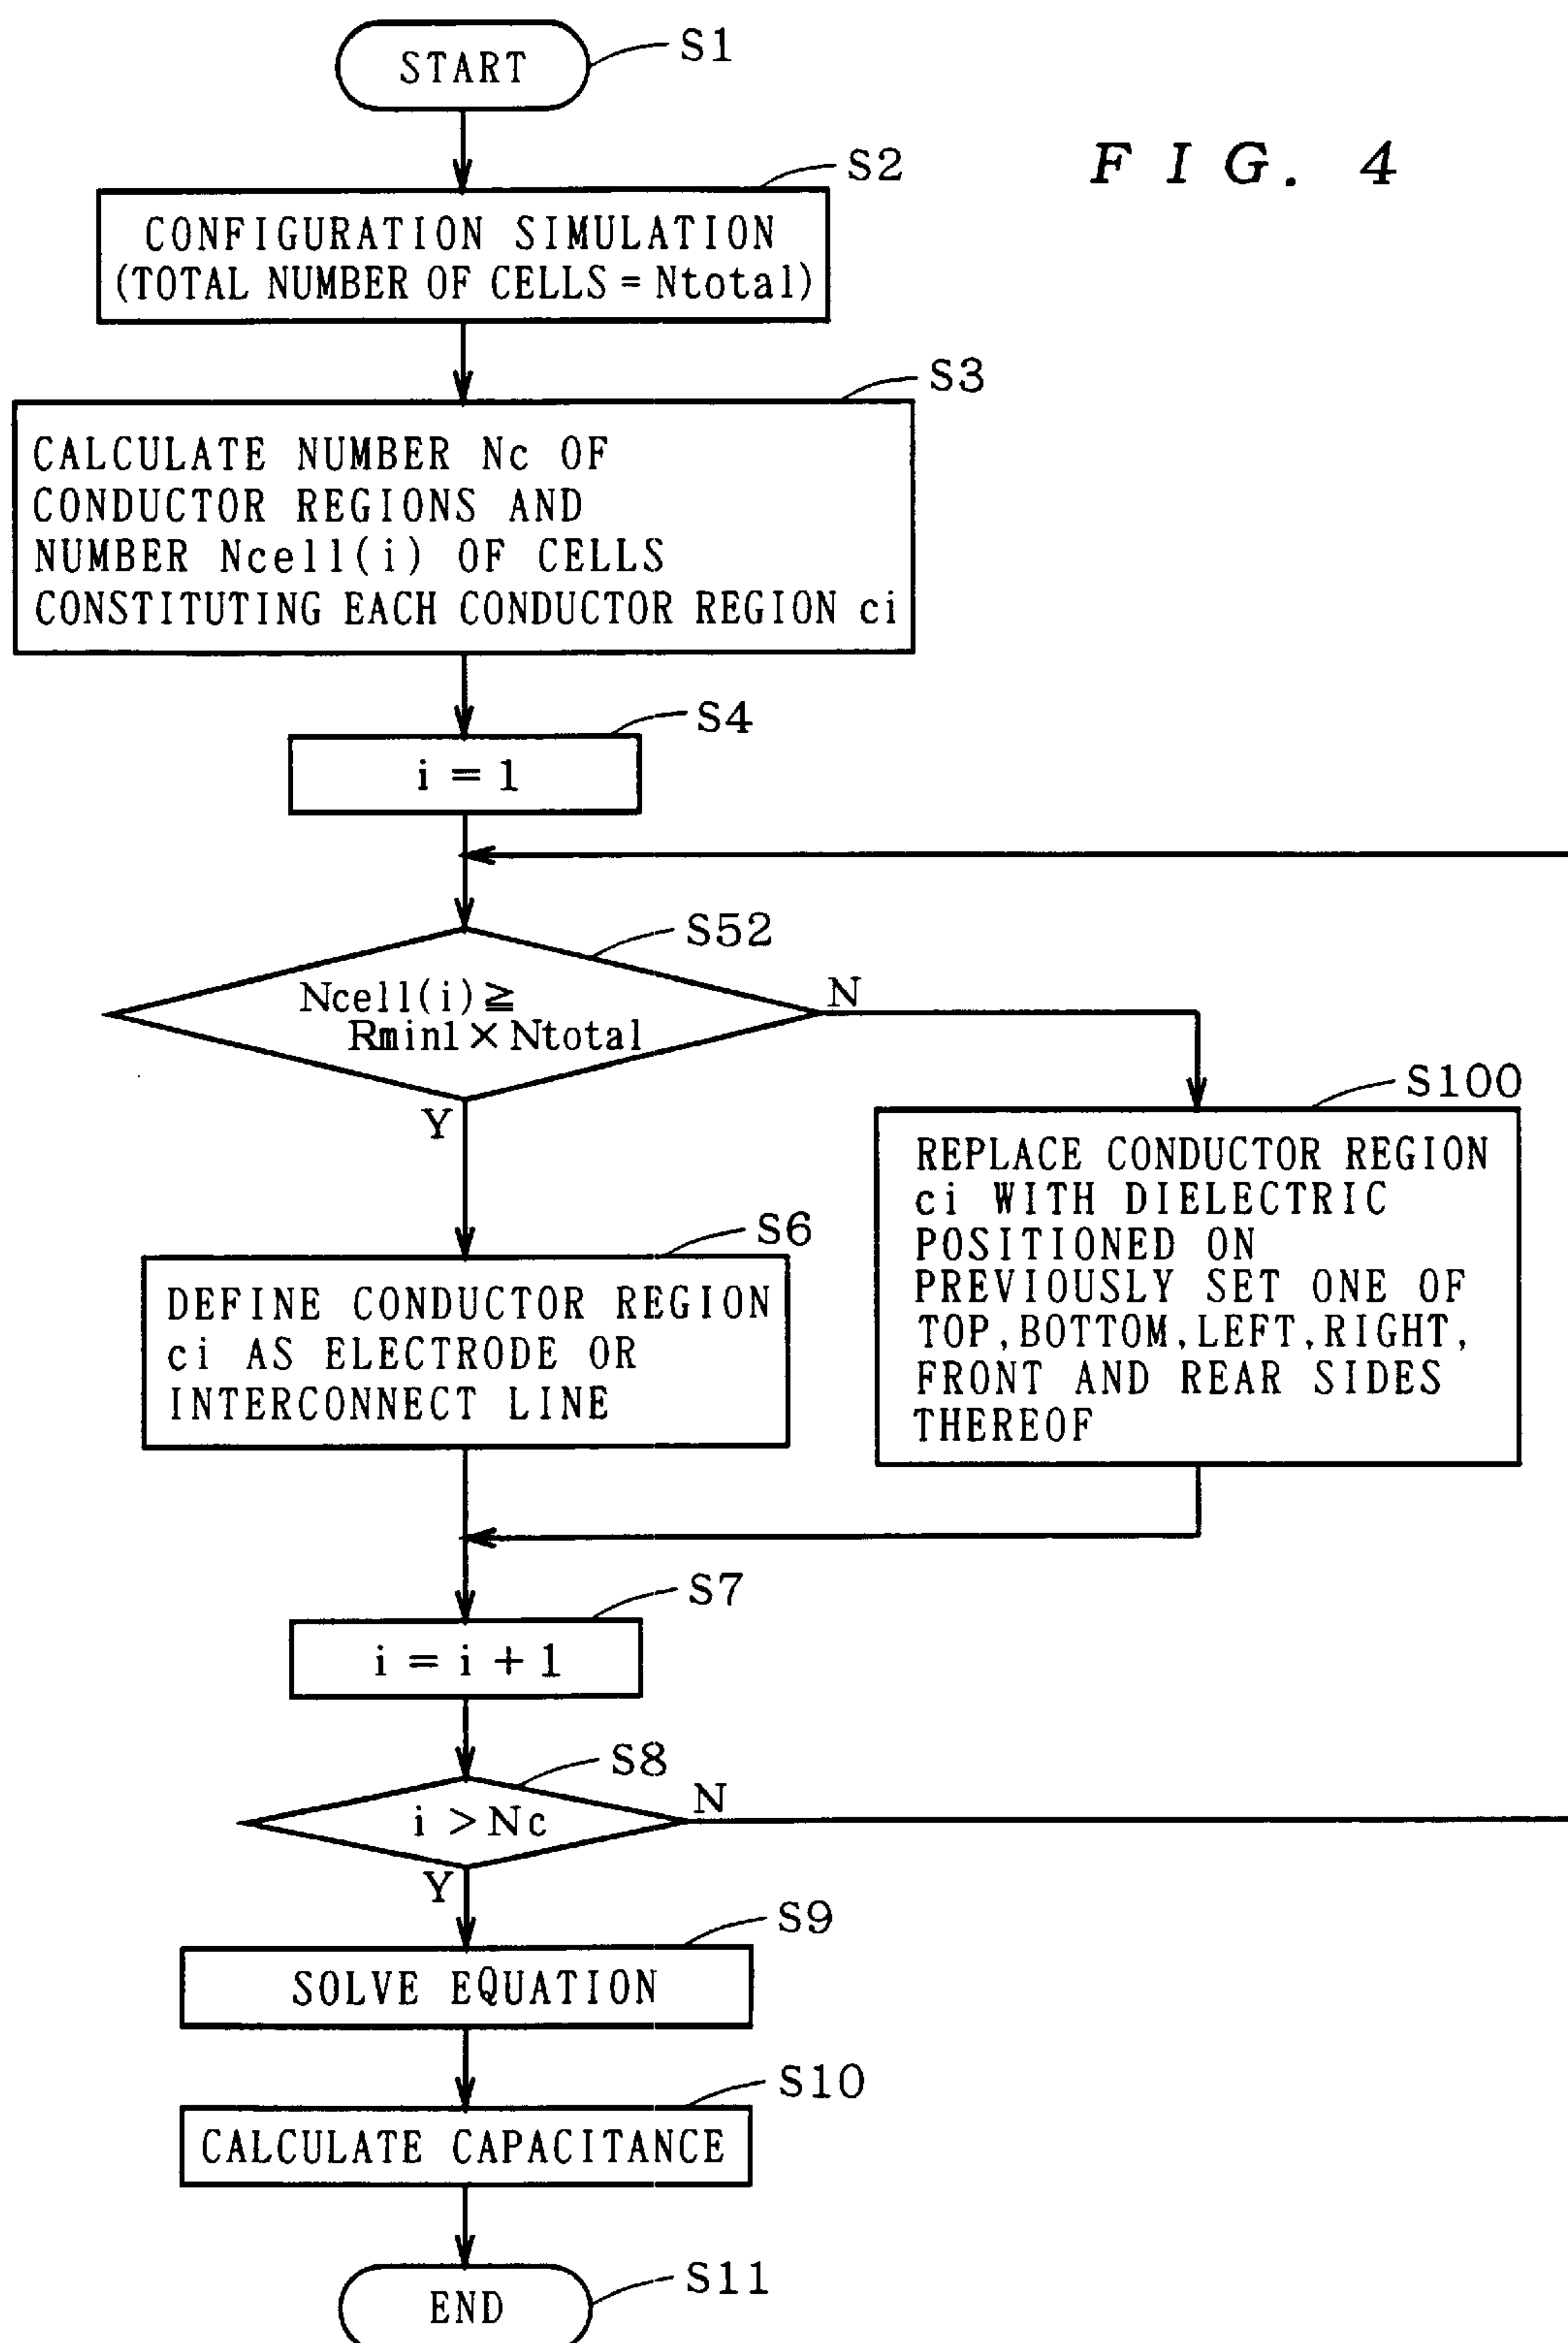 START
S1
FIG. 4
S2
CONFIGURATION SIMULATION
(TOTAL NUMBER OF CELLS = Ntotal)
S3
CALCULATE NUMBER Nc OF
CONDUCTOR REGIONS AND
NUMBER Ncell(i) OF CELLS
CONSTITUTING EACH CONDUCTOR REGION ci
S4
i = 1
S52
Ncell(i) ≧
Rmin1 × Ntotal
N
Y
S100
REPLACE CONDUCTOR REGION
ci WITH DIELECTRIC
POSITIONED ON
PREVIOUSLY SET ONE OF
TOP, BOTTOM, LEFT, RIGHT,
FRONT AND REAR SIDES
THEREOF
S6
DEFINE CONDUCTOR REGION
ci AS ELECTRODE OR
INTERCONNECT LINE
S7
i = i + 1
S8
i > Nc
N
Y
S9
SOLVE EQUATION
S10
CALCULATE CAPACITANCE
S11
END